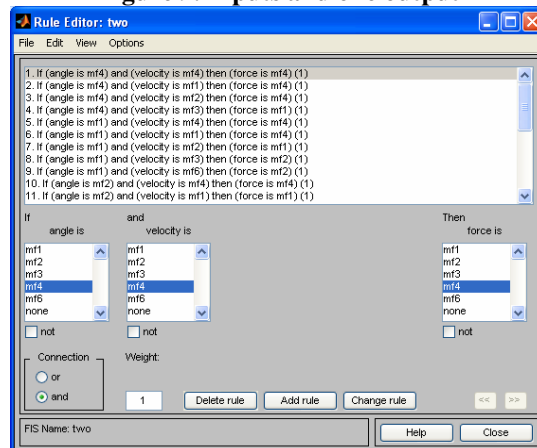 Rule Editor: two
File Edit View Options
1. If (angle is mf4) and (velocity is mf4) then (force is mf4) (1)
2. If (angle is mf4) and (velocity is mf1) then (force is mf4) (1)
3. If (angle is mf4) and (velocity is mf2) then (force is mf4) (1)
4. If (angle is mf4) and (velocity is mf3) then (force is mf1) (1)
5. If (angle is mf1) and (velocity is mf4) then (force is mf4) (1)
6. If (angle is mf1) and (velocity is mf1) then (force is mf4) (1)
7. If (angle is mf1) and (velocity is mf2) then (force is mf1) (1)
8. If (angle is mf1) and (velocity is mf3) then (force is mf2) (1)
9. If (angle is mf1) and (velocity is mf6) then (force is mf2) (1)
10. If (angle is mf2) and (velocity is mf4) then (force is mf4) (1)
11. If (angle is mf2) and (velocity is mf1) then (force is mf1) (1)
If and Then
angle is velocity is force is
mf1 mf1 mf1
mf2 mf2 mf2
mf3 mf3 mf3
mf4 mf4 mf4
mf6 mf6 mf6
none none none
not not not
Connection Weight:
or
and 1 Delete rule Add rule Change rule << >>
FIS Name: two Help Close